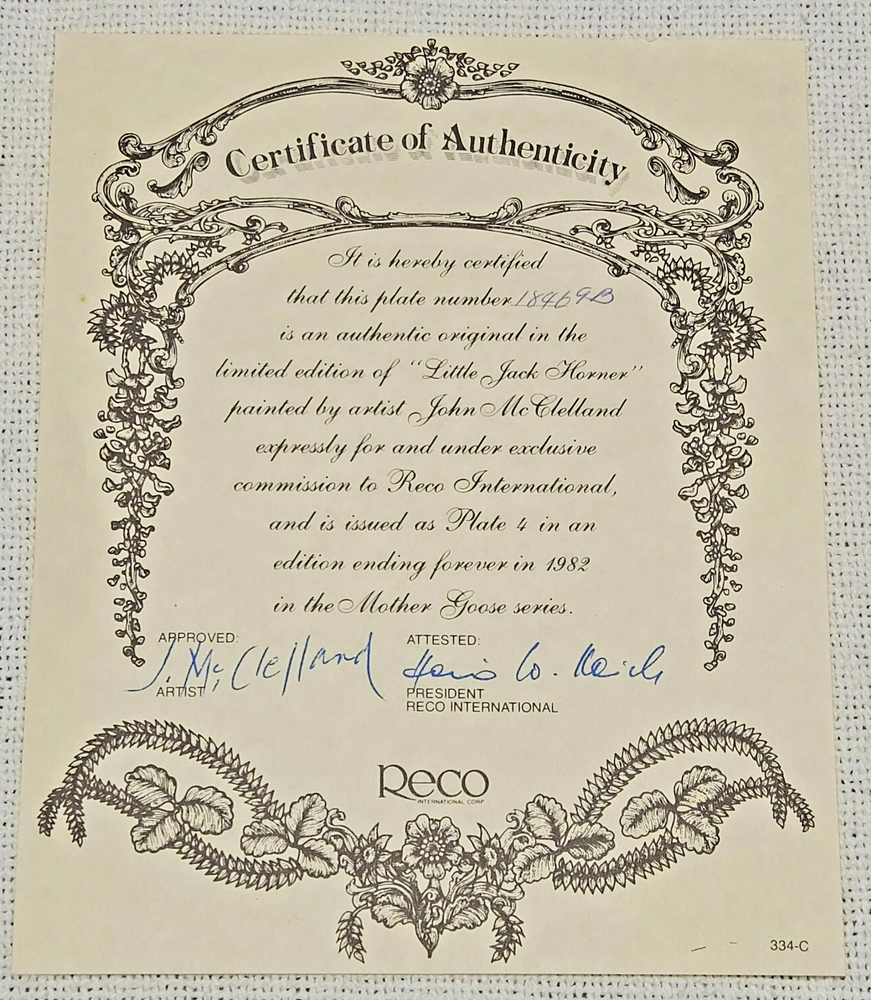 Certificate of Authenticity
It is hereby certified
that this plate number 18469B
is an authentic original in the
limited edition of "Little Jack Horner"
painted by artist John McClelland
expressly for and under exclusive
commission to Reco International,
and is issued as Plate 4 in an
edition ending forever in 1982
in the Mother Goose series.
APPROVED: ATTESTED:
J. McClelland
ARTIST PRESIDENT
RECO INTERNATIONAL
Reco
INTERNATIONAL CORP
334-C